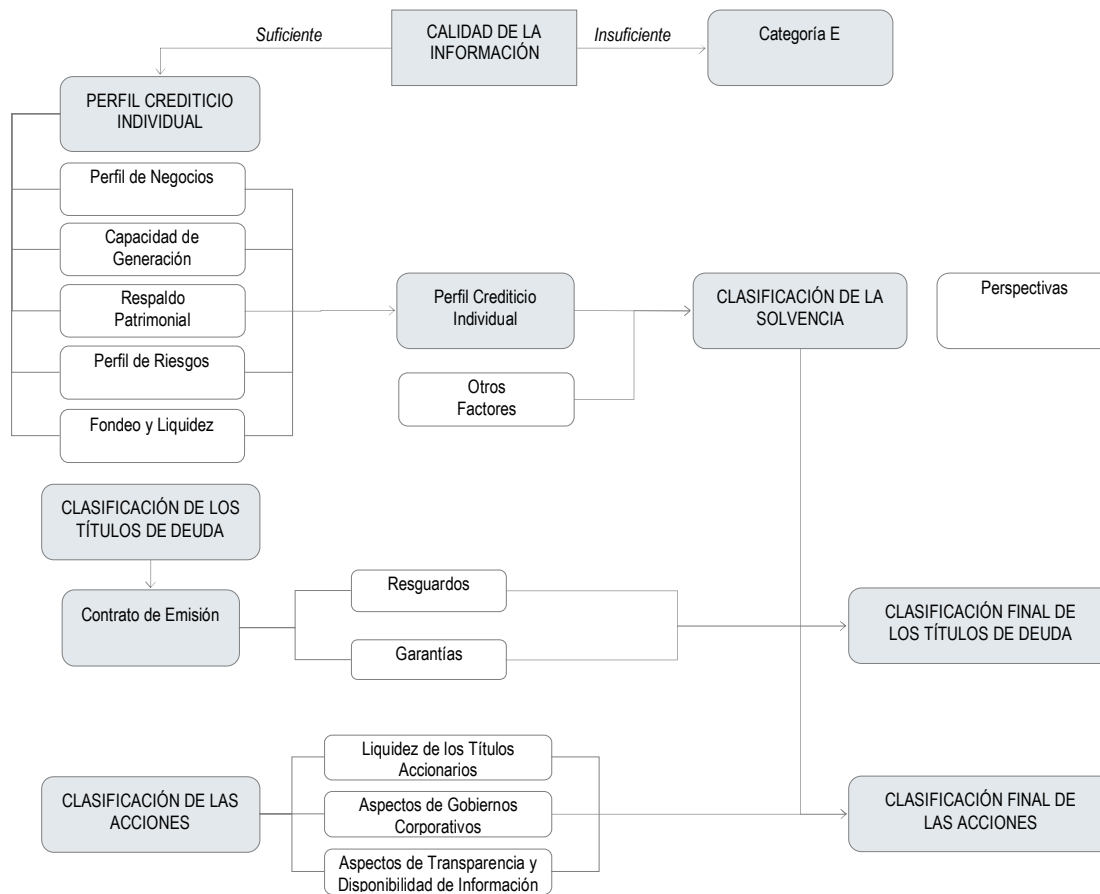 Suficiente
CALIDAD DE LA
INFORMACIÓN
Insuficiente
Categoría E
PERFIL CREDITICIO
INDIVIDUAL
Perfil de Negocios
Capacidad de
Generación
Respaldo
Patrimonial
Perfil de Riesgos
Fondeo y Liquidez
Perfil Crediticio
Individual
Otros
Factores
CLASIFICACIÓN DE LA
SOLVENCIA
Perspectivas
CLASIFICACIÓN DE LOS
TÍTULOS DE DEUDA
Contrato de Emisión
Resguardos
Garantías
CLASIFICACIÓN FINAL DE
LOS TÍTULOS DE DEUDA
CLASIFICACIÓN DE LAS
ACCIONES
Liquidez de los Títulos
Accionarios
Aspectos de Gobiernos
Corporativos
Aspectos de Transparencia y
Disponibilidad de Información
CLASIFICACIÓN FINAL DE
LAS ACCIONES